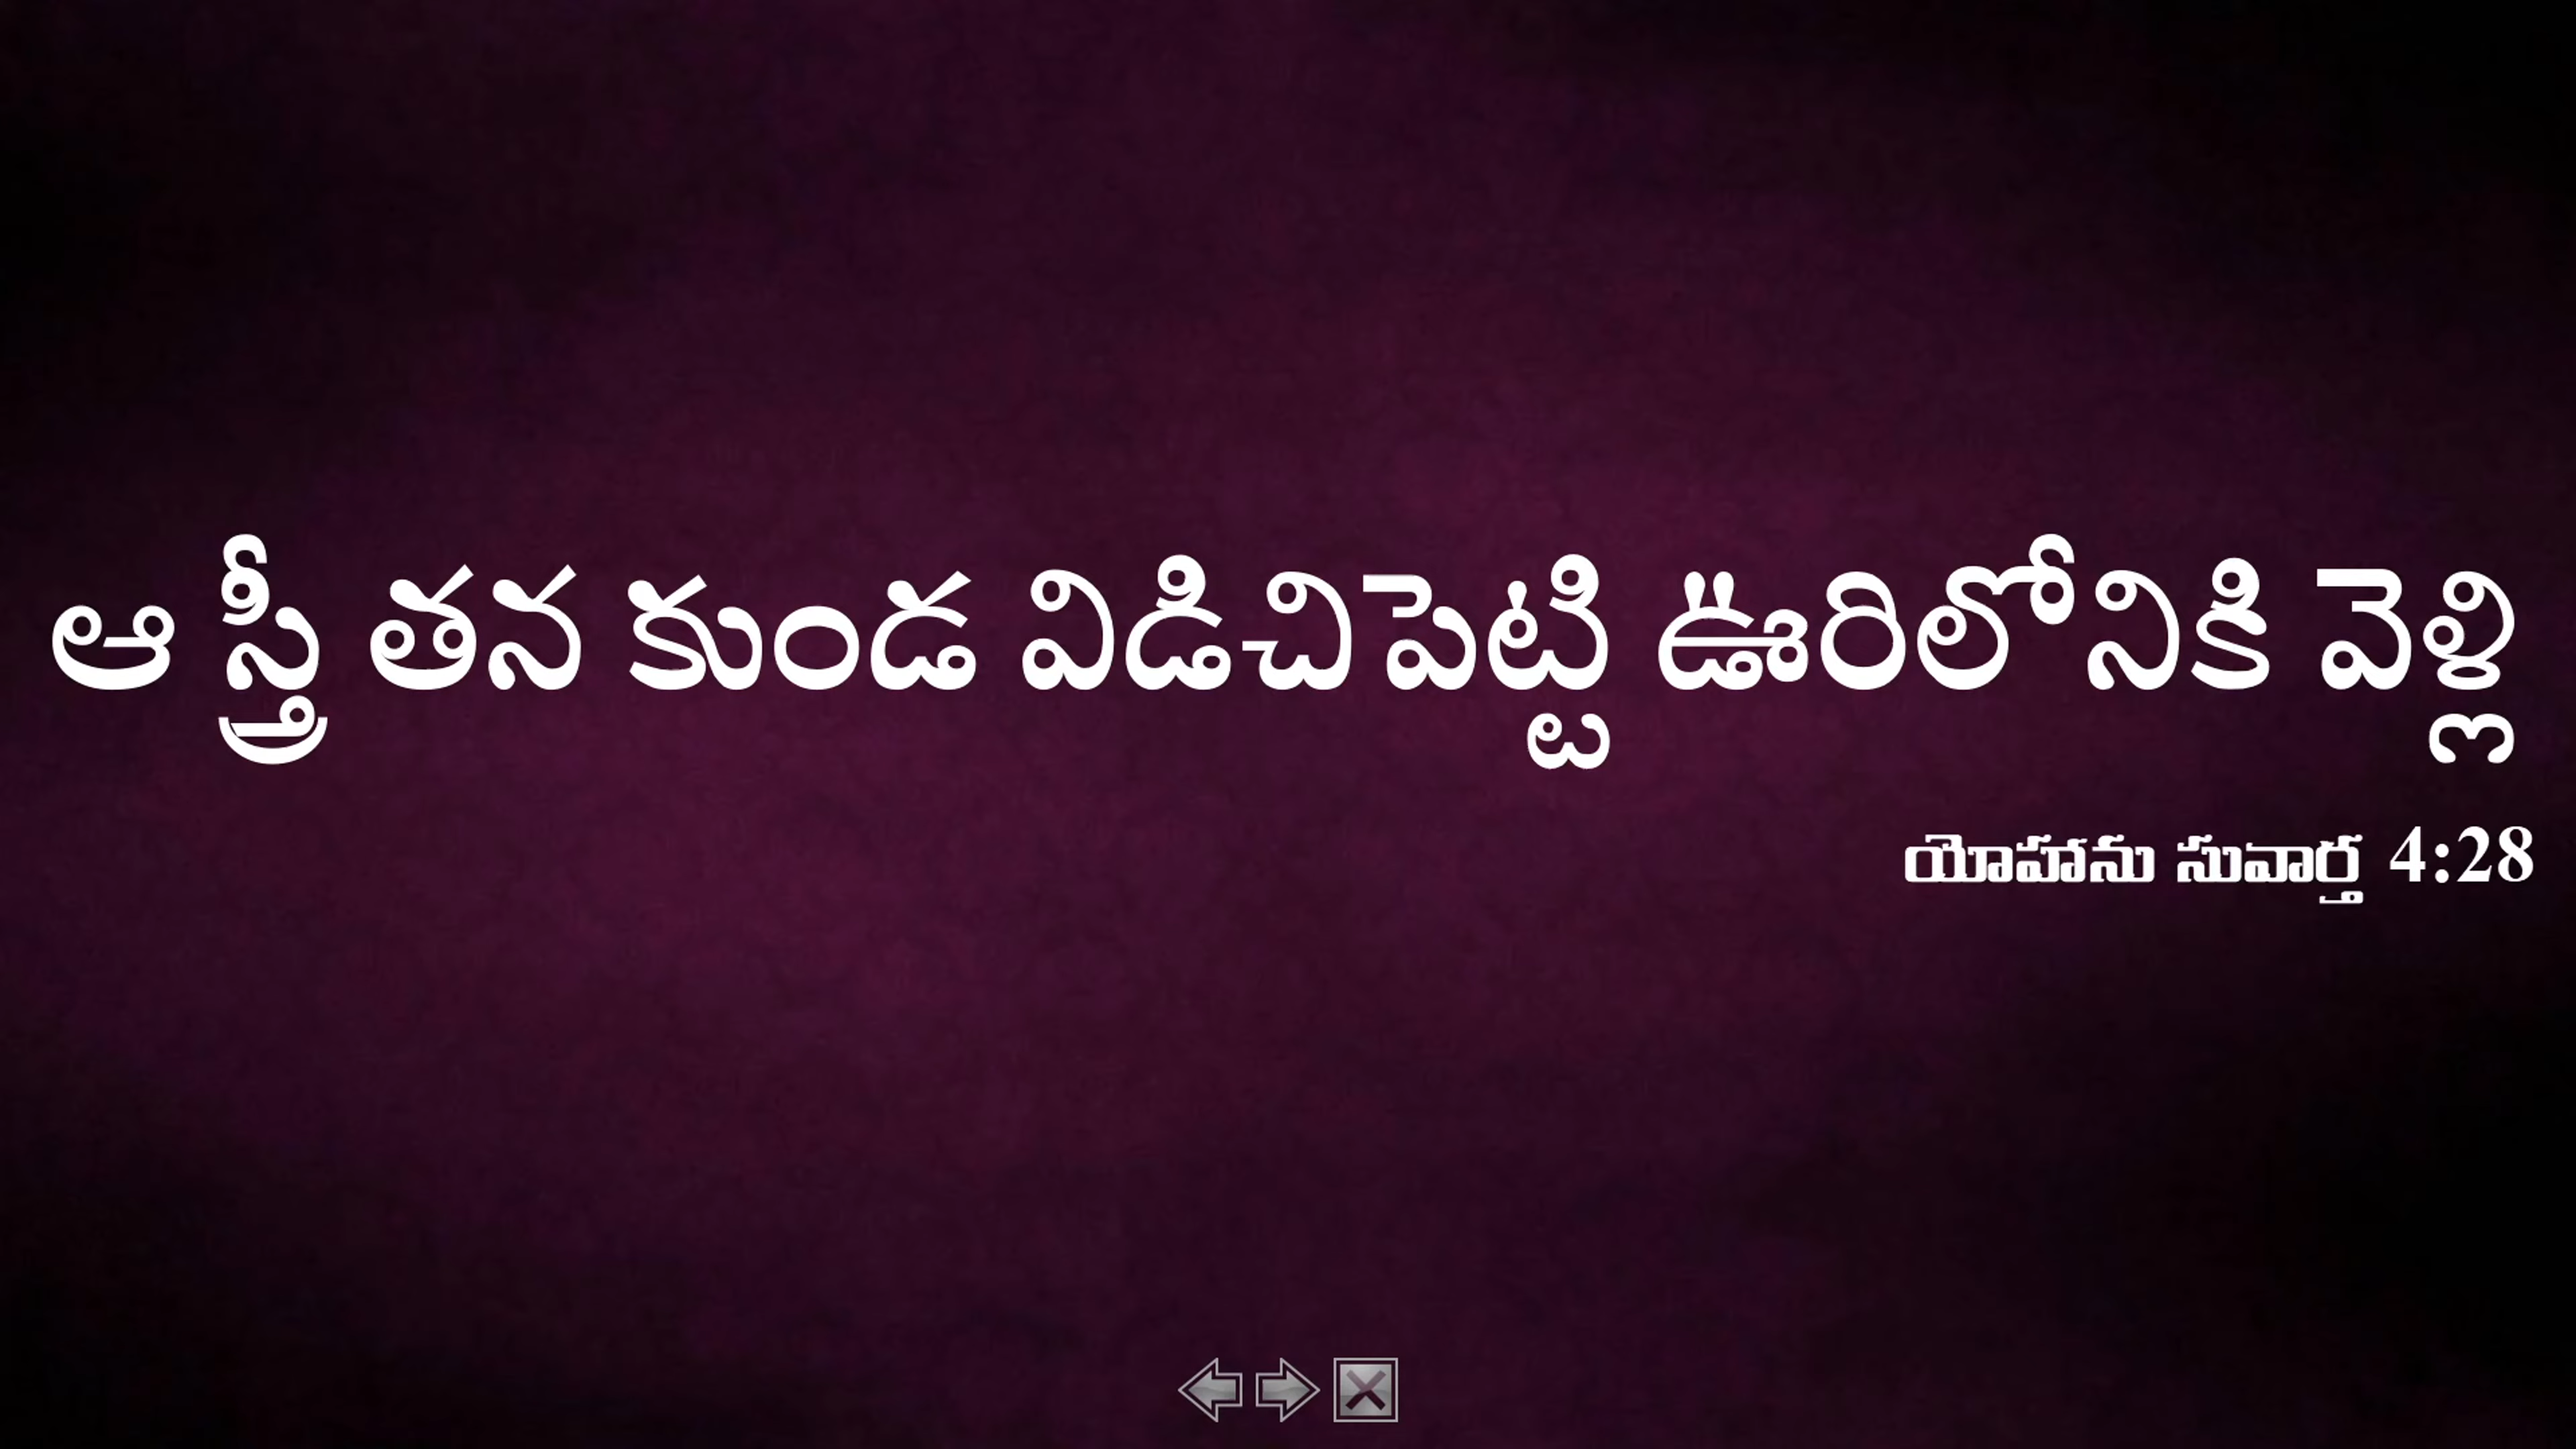 ఆ స్త్రీ తన కుండ విడిచిపెట్టి ఊరిలోనికి వెళ్లి
యోహాను సువార్త 4:28